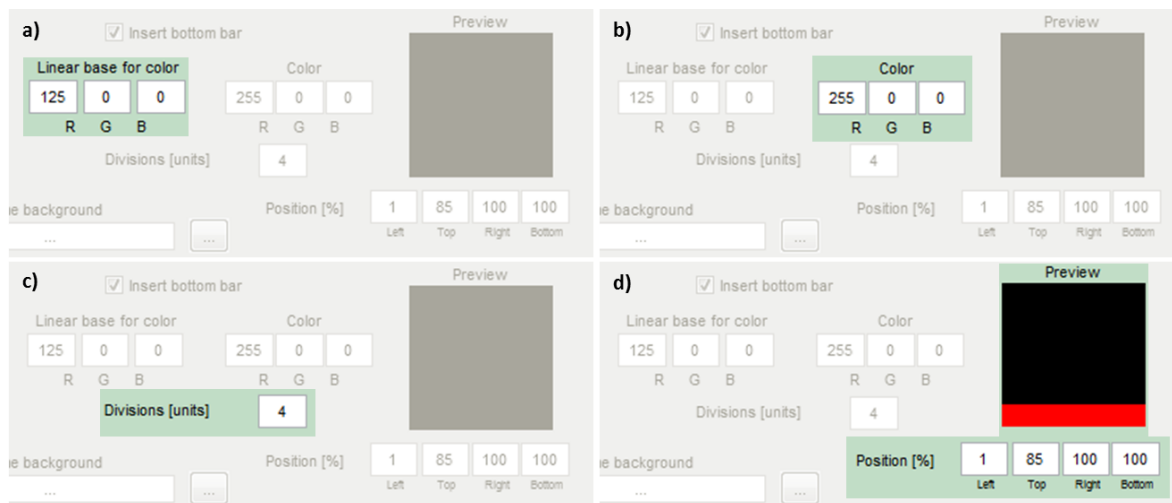 a)
Insert bottom bar
Preview
Linear base for color
Color
125 0 0
255 0 0
R G B
R G B
Divisions [units] 4
ne background
Position [%] 1 85 100 100
... ...
Left Top Right Bottom
b)
Insert bottom bar
Preview
Linear base for color
Color
125 0 0
255 0 0
R G B
R G B
Divisions [units] 4
ne background
Position [%] 1 85 100 100
... ...
Left Top Right Bottom
c)
Insert bottom bar
Preview
Linear base for color
Color
125 0 0
255 0 0
R G B
R G B
Divisions [units] 4
ne background
Position [%] 1 85 100 100
... ...
Left Top Right Bottom
d)
Insert bottom bar
Preview
Linear base for color
Color
125 0 0
255 0 0
R G B
R G B
Divisions [units] 4
ne background
Position [%] 1 85 100 100
... ...
Left Top Right Bottom